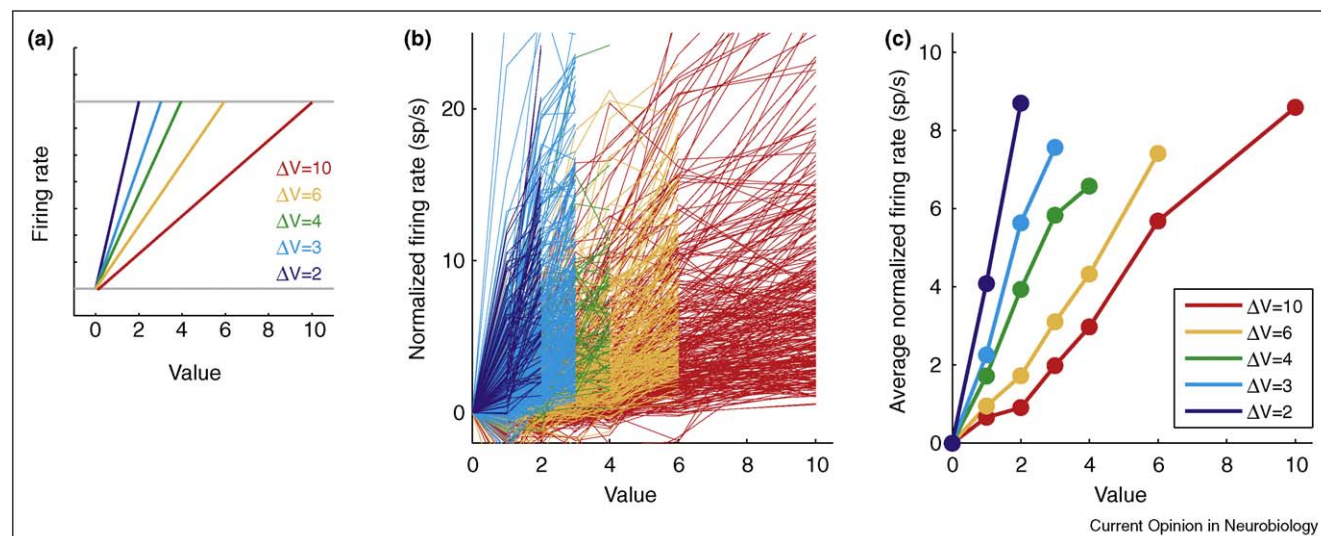 (a)
Firing rate
ΔV=10
ΔV=6
ΔV=4
ΔV=3
ΔV=2
0 2 4 6 8 10
Value
(b)
Normalized firing rate (sp/s)
20
10
0
0 2 4 6 8 10
Value
(c)
Average normalized firing rate (sp/s)
10
8
6
4
2
0
ΔV=10
ΔV=6
ΔV=4
ΔV=3
ΔV=2
0 2 4 6 8 10
Value
Current Opinion in Neurobiology